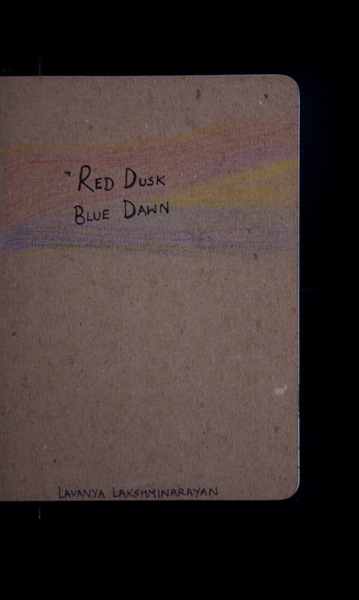 RED DUSK
BLUE DAWN
LAVANYA LAKSHMINARAYAN